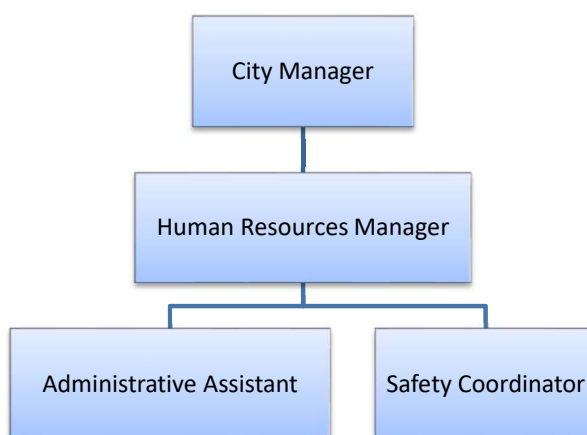 City Manager
Human Resources Manager
Administrative Assistant
Safety Coordinator